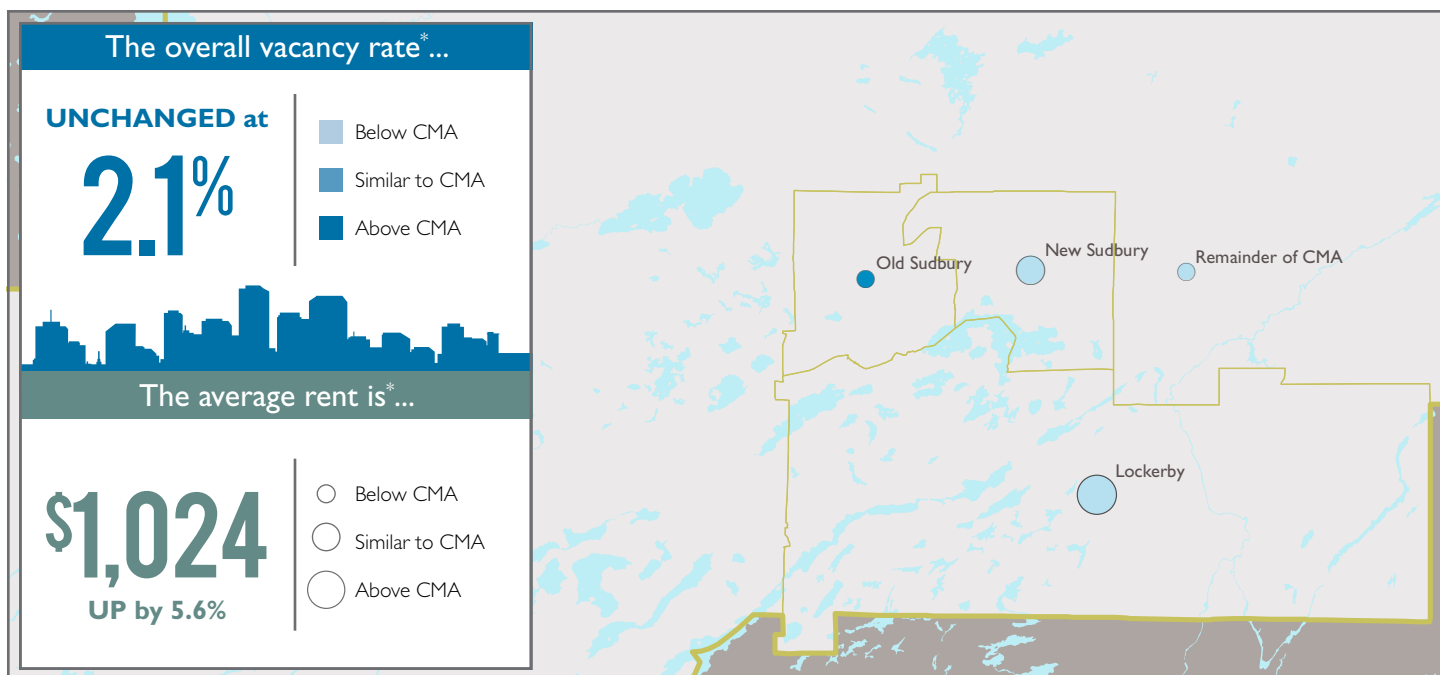 The overall vacancy rate*...
UNCHANGED at
2.1%
Below CMA
Similar to CMA
Above CMA
The average rent is*...
$1,024
UP by 5.6%
Below CMA
Similar to CMA
Above CMA
Old Sudbury
New Sudbury
Remainder of CMA
Lockerby